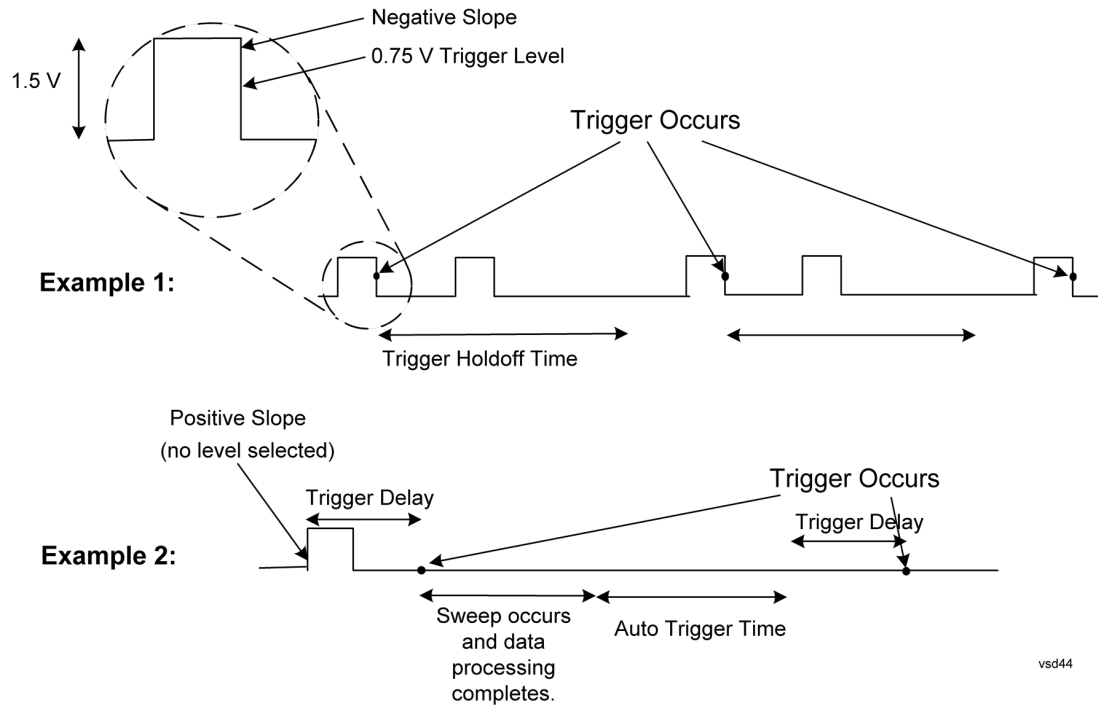 Negative Slope
0.75 V Trigger Level
1.5 V
Trigger Occurs
Example 1:
Trigger Holdoff Time
Positive Slope
(no level selected)
Trigger Delay
Trigger Occurs
Trigger Delay
Example 2:
Sweep occurs
and data
processing
completes.
Auto Trigger Time
vsd44